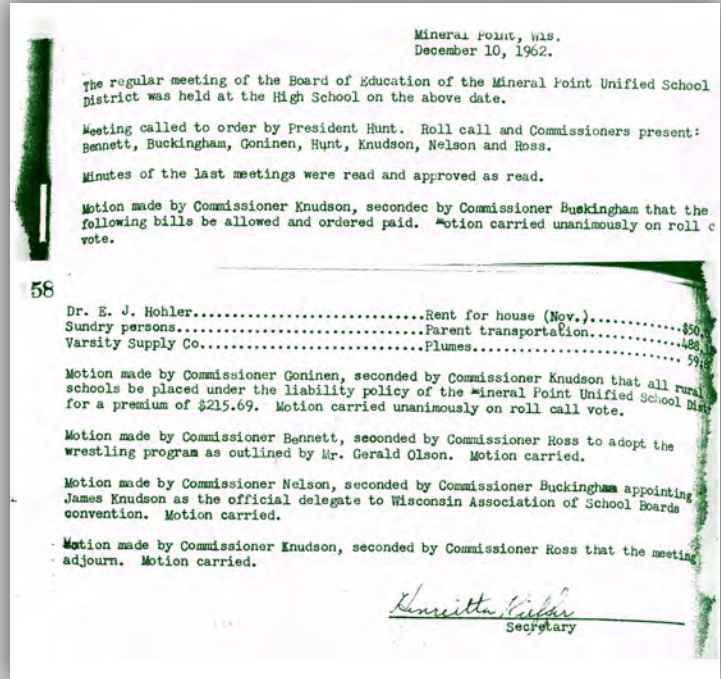 Mineral Point, Wis.
December 10, 1962.
The regular meeting of the Board of Education of the Mineral Point Unified School
District was held at the High School on the above date.
Meeting called to order by President Hunt. Roll call and Commissioners present:
Bennett, Buckingham, Goninen, Hunt, Knudson, Nelson and Ross.
Minutes of the last meetings were read and approved as read.
Motion made by Commissioner Knudson, secondec by Commissioner Buskingham that the
following bills be allowed and ordered paid. Motion carried unanimously on roll c
vote.
58
Dr. E. J. Hohler..............................Rent for house (Nov.)...........$50.
Sundry persons................................Parent transportation...........488.
Varsity Supply Co.............................Plumes.......................... 59.
Motion made by Commissioner Goninen, seconded by Commissioner Knudson that all rural
schools be placed under the liability policy of the Mineral Point Unified School Dist
for a premium of $215.69. Motion carried unanimously on roll call vote.
Motion made by Commissioner Bennett, seconded by Commissioner Ross to adopt the
wrestling program as outlined by Mr. Gerald Olson. Motion carried.
Motion made by Commissioner Nelson, seconded by Commissioner Buckingham appointing
James Knudson as the official delegate to Wisconsin Association of School Boards
convention. Motion carried.
Motion made by Commissioner Knudson, seconded by Commissioner Ross that the meeting
adjourn. Motion carried.
Henrietta
Secretary